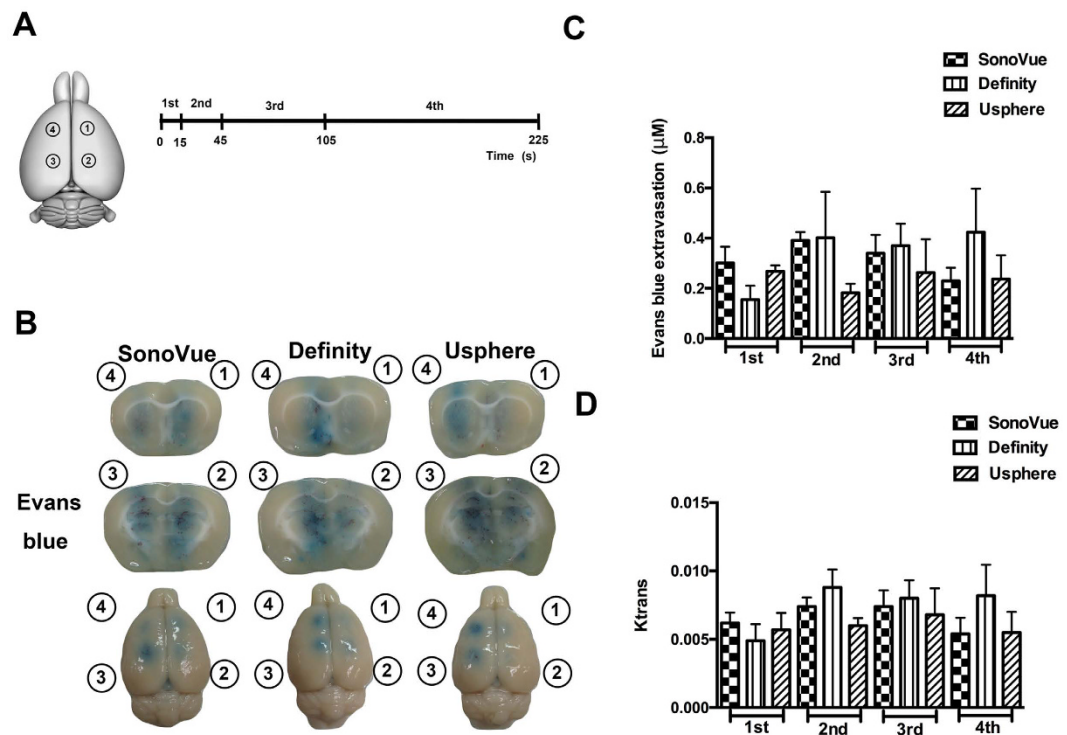 A
4 1
3 2
1st 2nd 3rd 4th
0 15 45 105 225
Time (s)
B
SonoVue Definity Usphere
4 1 4 1 4 1
3 2 3 2 3 2
Evans
blue
4 1 4 1 4 1
3 2 3 2 3 2
C
SonoVue
Definity
Usphere
Evans blue extravasation (μM)
0.8
0.6
0.4
0.2
0.0
1st 2nd 3rd 4th
D
SonoVue
Definity
Usphere
Ktrans
0.015
0.010
0.005
0.000
1st 2nd 3rd 4th